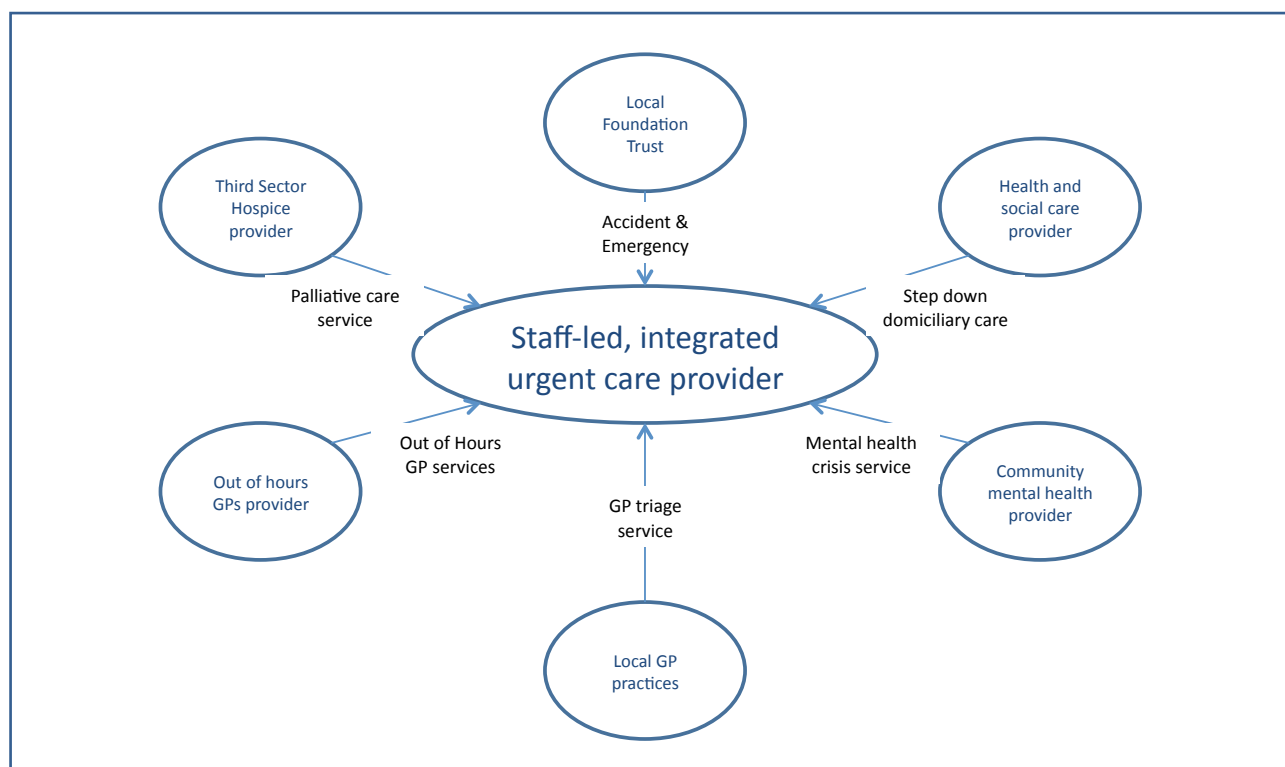 Local
Foundation
Trust
Third Sector
Hospice
provider
Health and
social care
provider
Accident &
Emergency
Palliative care
service
Step down
domiciliary care
Staff-led, integrated
urgent care provider
Out of Hours
GP services
Mental health
crisis service
Out of hours
GPs provider
GP triage
service
Community
mental health
provider
Local GP
practices